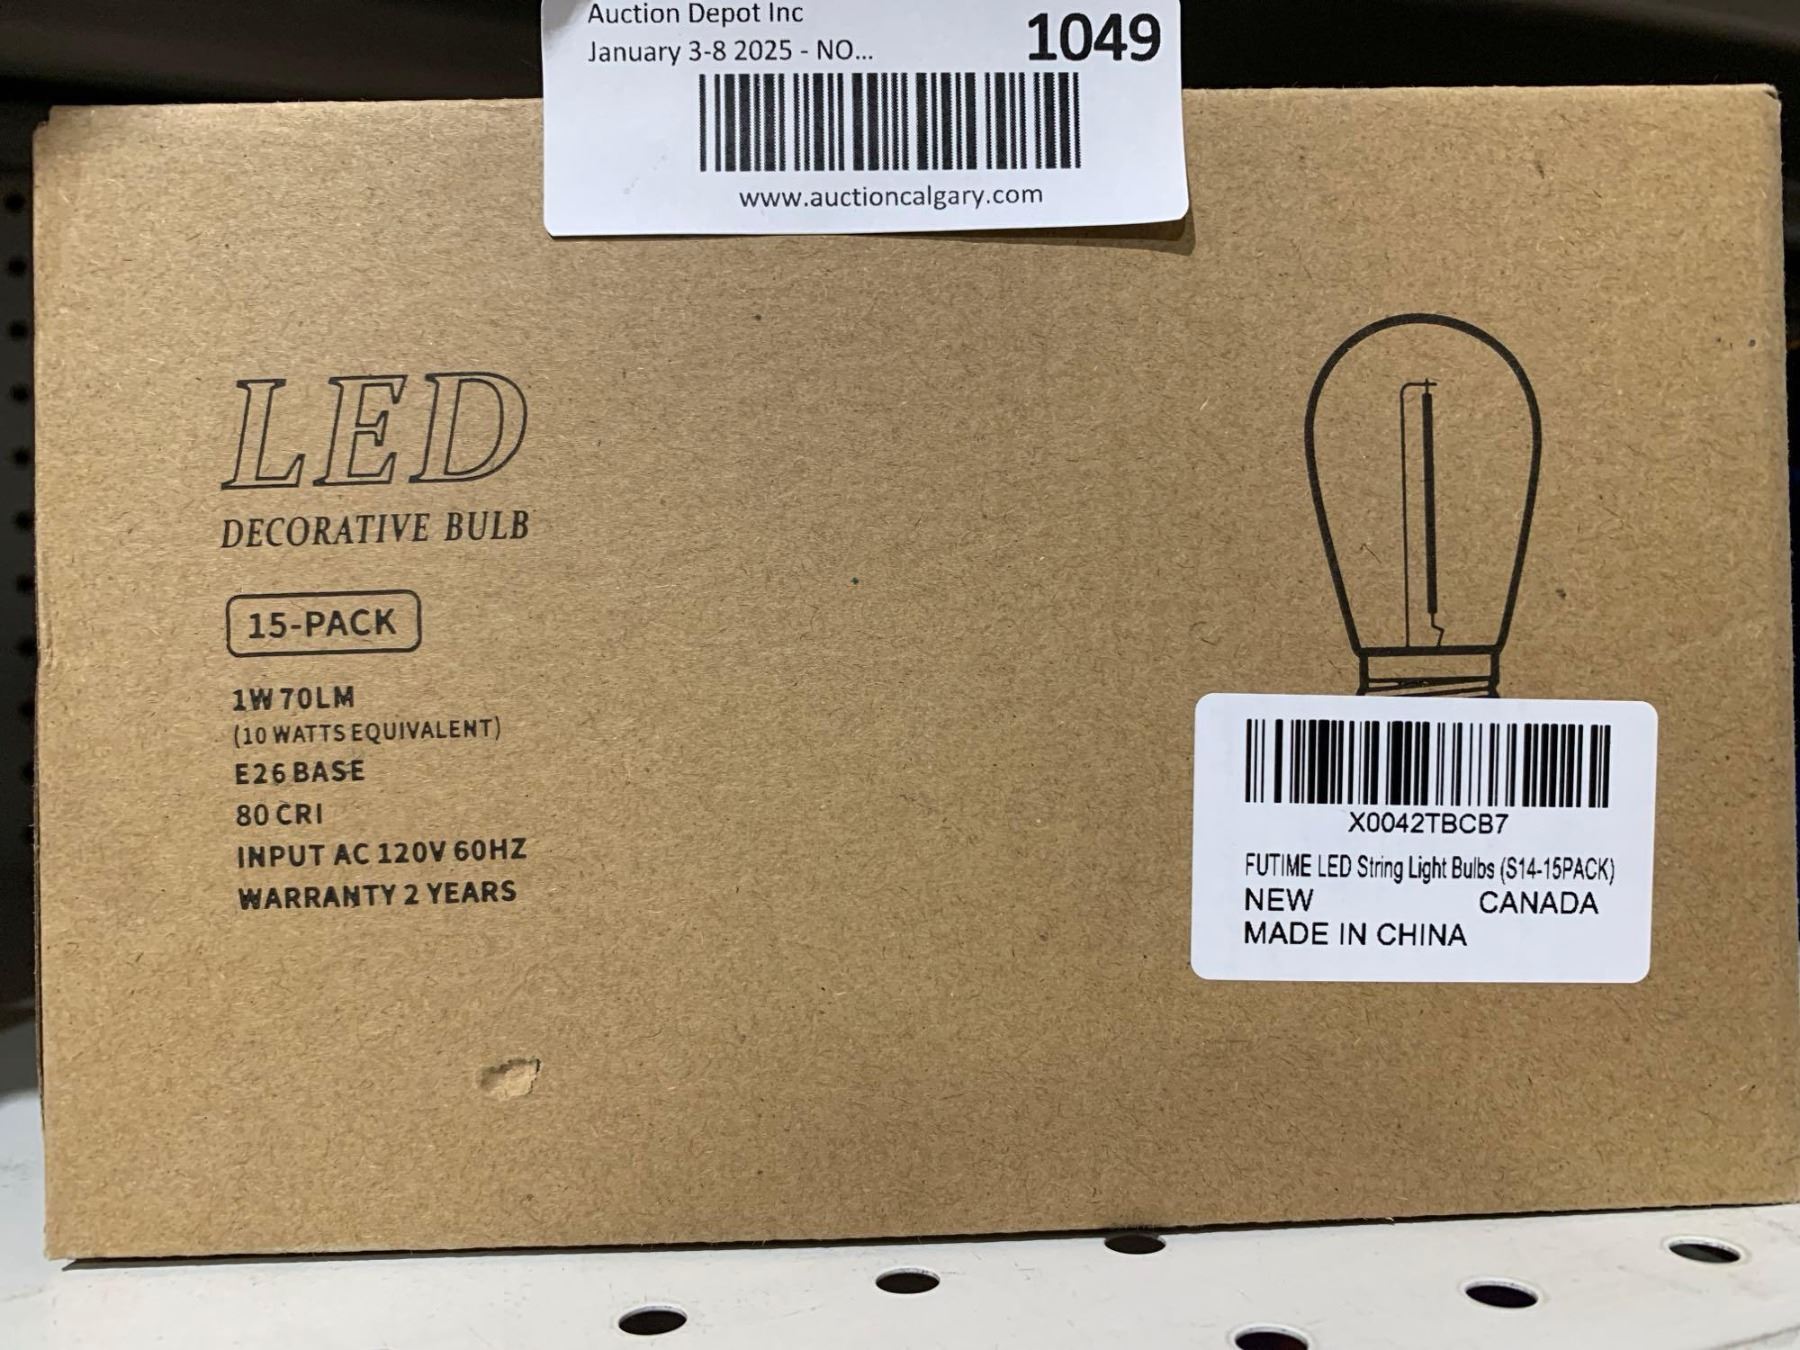 Auction Depot Inc
January 3-8 2025 - NO...
1049
www.auctioncalgary.com
LED
DECORATIVE BULB
15-PACK
1W 70LM
(10 WATTS EQUIVALENT)
E26 BASE
80 CRI
INPUT AC 120V 60HZ
WARRANTY 2 YEARS
X0042TBCB7
FUTIME LED String Light Bulbs (S14-15PACK)
NEW CANADA
MADE IN CHINA